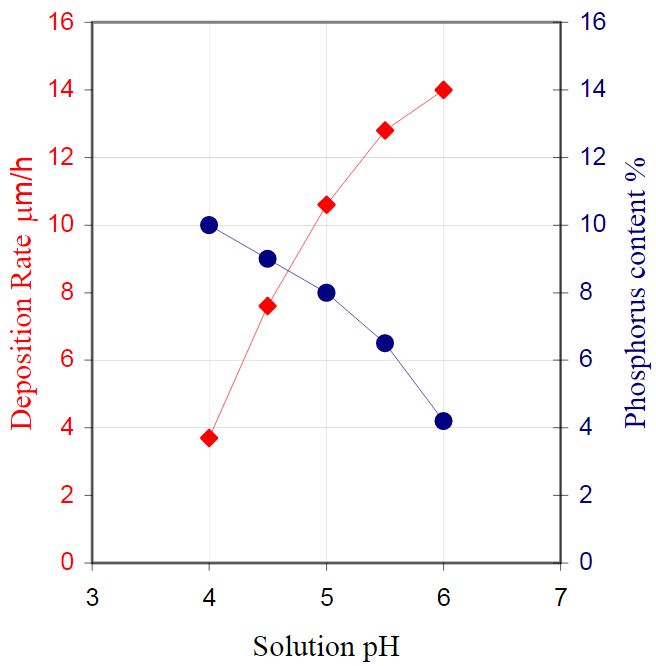 16 16
14 14
12 12
10 10
8 8
6 6
4 4
2 2
0 0
Deposition Rate μm/h
Phosphorus content %
3 4 5 6 7
Solution pH